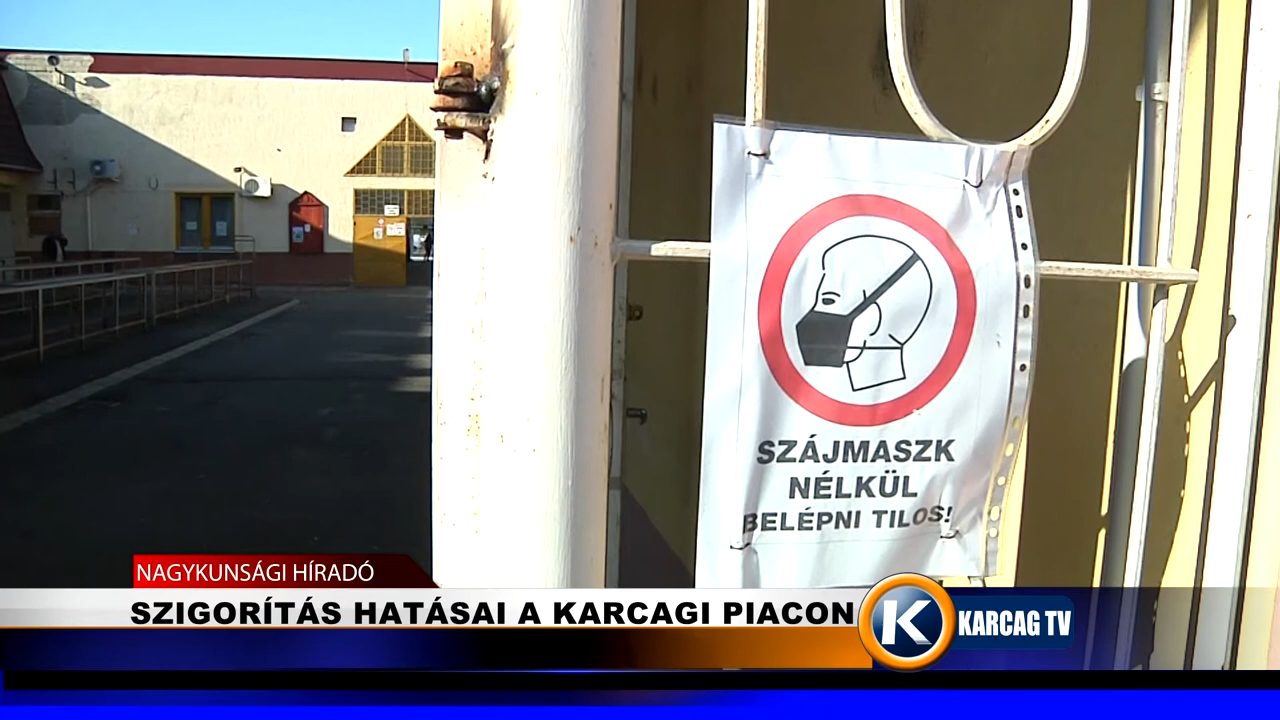 SZÁJMASZK
NÉLKÜL
BELÉPNI TILOS!
NAGYKUNSÁGI HÍRADÓ
SZIGORÍTÁS HATÁSAI A KARCAGI PIACON
K KARCAG TV